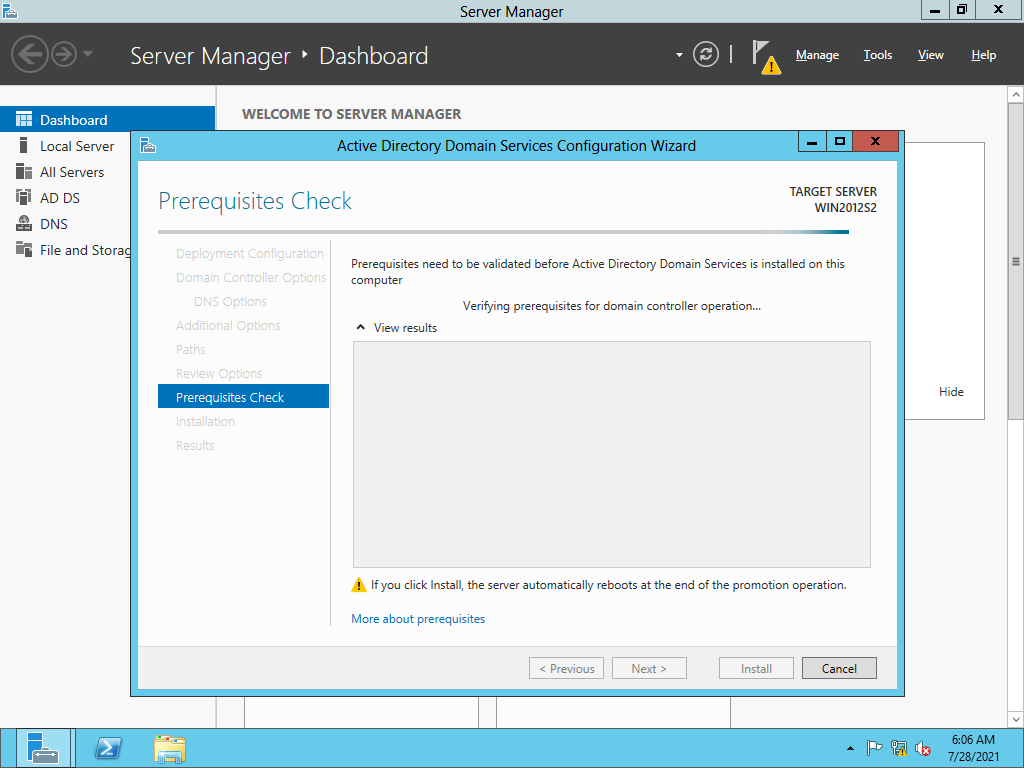 Server Manager
Server Manager ‣ Dashboard
Manage
Tools
View
Help
WELCOME TO SERVER MANAGER
Dashboard
Local Server
All Servers
AD DS
DNS
File and Storag
Hide
Active Directory Domain Services Configuration Wizard
Prerequisites Check
TARGET SERVER
WIN2012S2
Deployment Configuration
Domain Controller Options
DNS Options
Additional Options
Paths
Review Options
Prerequisites Check
Installation
Results
Prerequisites need to be validated before Active Directory Domain Services is installed on this
computer
Verifying prerequisites for domain controller operation...
View results
If you click Install, the server automatically reboots at the end of the promotion operation.
More about prerequisites
< Previous
Next >
Install
Cancel
6:06 AM
7/28/2021